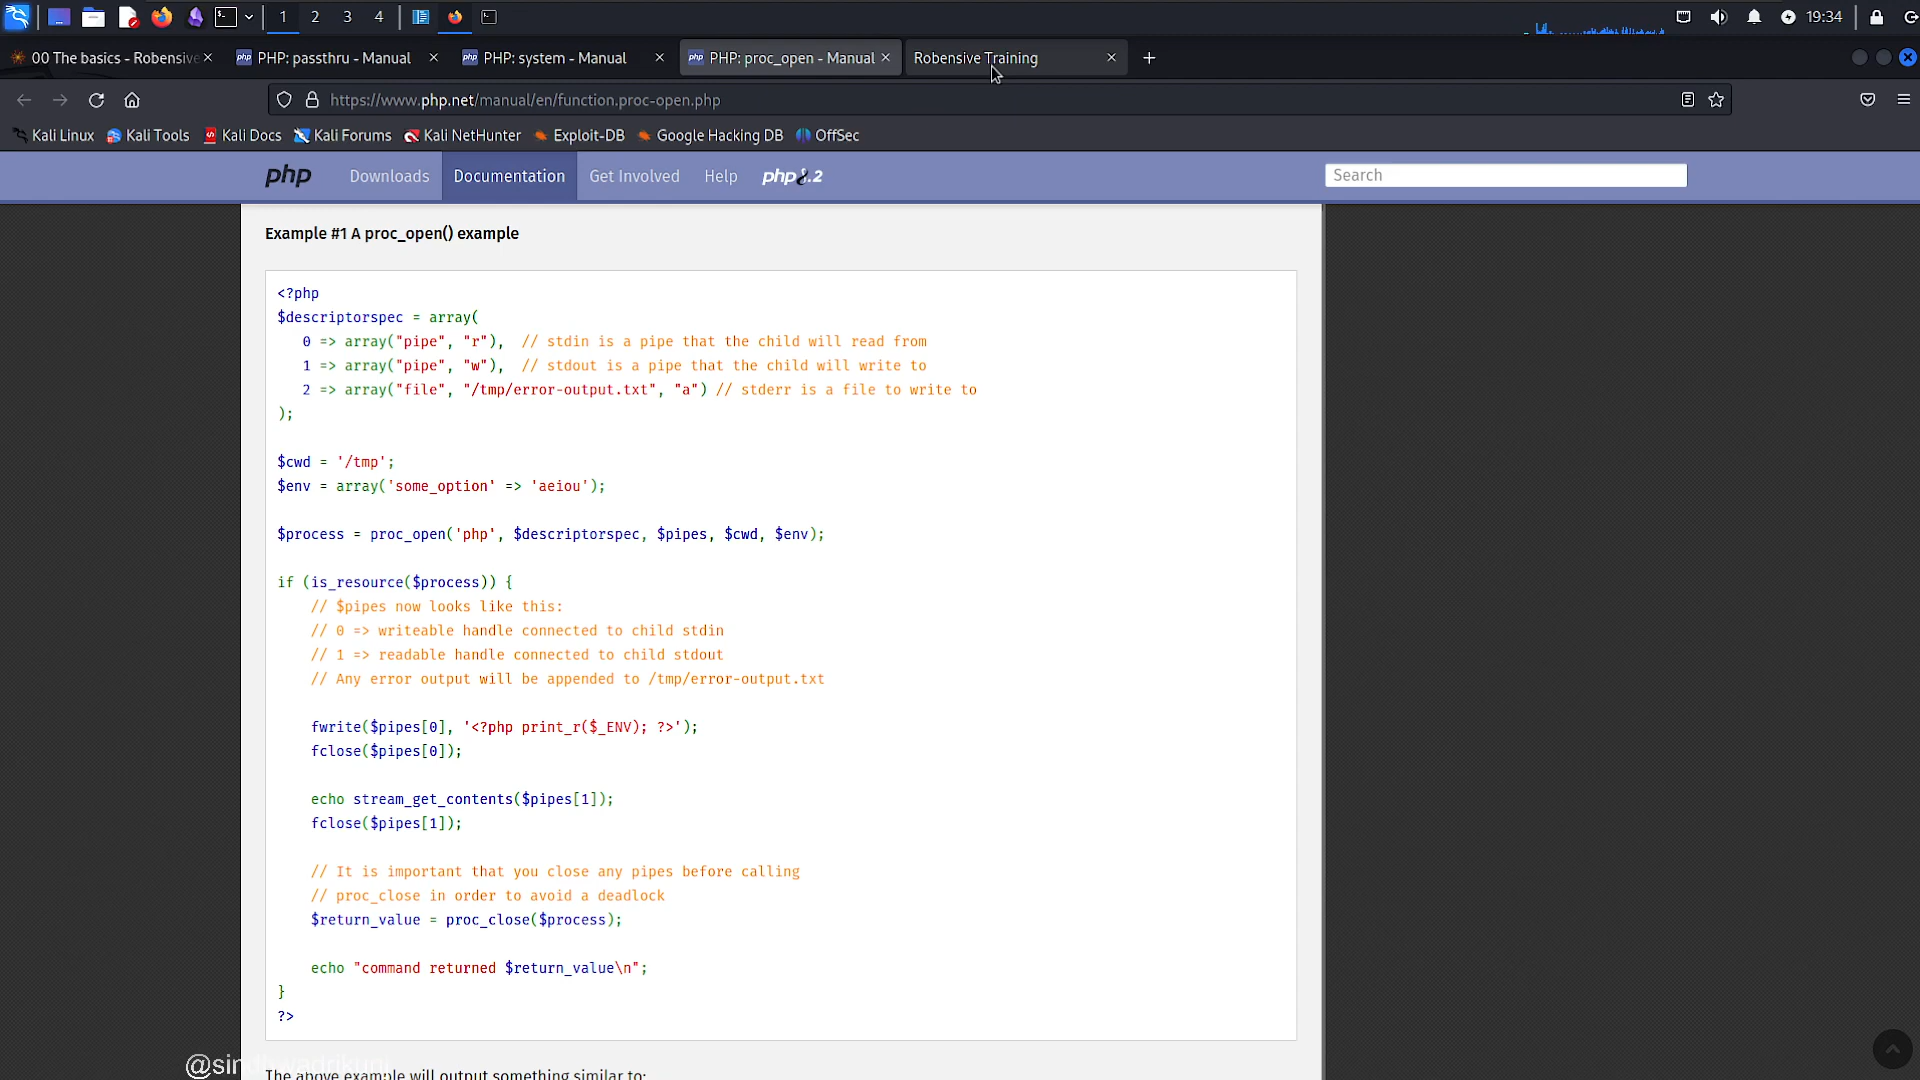 1 2 3 4 19:34
00 The basics - Robensive PHP: passthru - Manual PHP: system - Manual PHP: proc_open - Manual Robensive Training
https://www.php.net/manual/en/function.proc-open.php
Kali Linux Kali Tools Kali Docs Kali Forums Kali NetHunter Exploit-DB Google Hacking DB OffSec
php Downloads Documentation Get Involved Help php8.2 Search
Example #1 A proc_open() example
<?php
$descriptorspec = array(
   0 => array("pipe", "r"),  // stdin is a pipe that the child will read from
   1 => array("pipe", "w"),  // stdout is a pipe that the child will write to
   2 => array("file", "/tmp/error-output.txt", "a") // stderr is a file to write to
);
$cwd = '/tmp';
$env = array('some_option' => 'aeiou');
$process = proc_open('php', $descriptorspec, $pipes, $cwd, $env);
if (is_resource($process)) {
    // $pipes now looks like this:
    // 0 => writeable handle connected to child stdin
    // 1 => readable handle connected to child stdout
    // Any error output will be appended to /tmp/error-output.txt
    fwrite($pipes[0], '<?php print_r($_ENV); ?>');
    fclose($pipes[0]);
    echo stream_get_contents($pipes[1]);
    fclose($pipes[1]);
    // It is important that you close any pipes before calling
    // proc_close in order to avoid a deadlock
    $return_value = proc_close($process);
    echo "command returned $return_value\n";
}
?>
The above example will output something similar to: